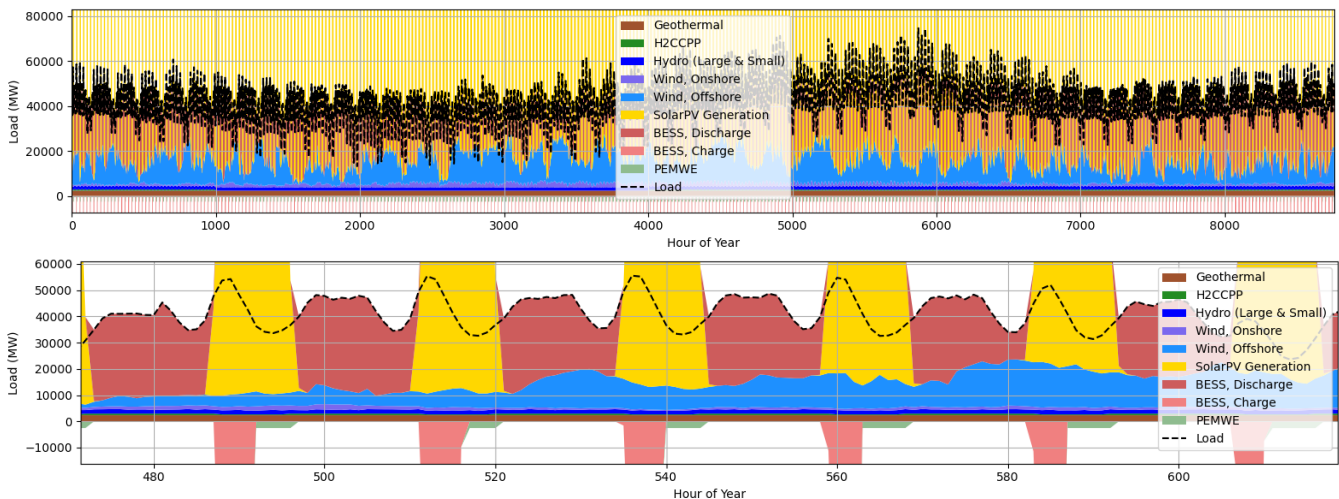 80000
60000
40000
20000
0
Load (MW)
0
1000
2000
3000
4000
5000
6000
7000
8000
Hour of Year
Geothermal
H2CCPP
Hydro (Large & Small)
Wind, Onshore
Wind, Offshore
SolarPV Generation
BESS, Discharge
BESS, Charge
PEMWE
Load
60000
50000
40000
30000
20000
10000
0
−10000
Load (MW)
480
500
520
540
560
580
600
Hour of Year
Geothermal
H2CCPP
Hydro (Large & Small)
Wind, Onshore
Wind, Offshore
SolarPV Generation
BESS, Discharge
BESS, Charge
PEMWE
Load